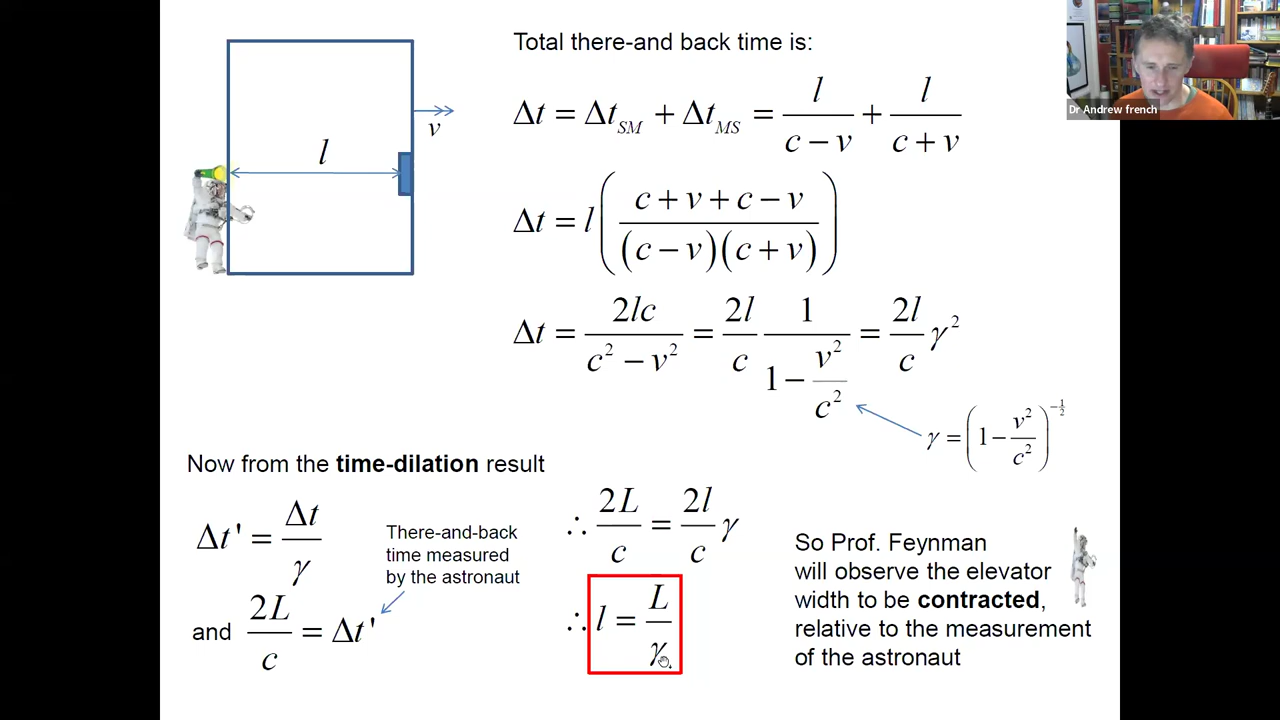 Total there-and back time is:
Δt = Δt_SM + Δt_MS = l/(c − v) + l/(c + v)
Δt = l((c + v + c − v)/((c − v)(c + v)))
Δt = 2lc/(c² − v²) = (2l/c) 1/(1 − v²/c²) = (2l/c)γ²
γ = (1 − v²/c²)^(−1/2)
l
v
Dr Andrew french
Now from the time-dilation result
Δt' = Δt/γ
There-and-back
time measured
by the astronaut
and 2L/c = Δt'
∴ 2L/c = (2l/c)γ
∴ l = L/γ
So Prof. Feynman
will observe the elevator
width to be contracted,
relative to the measurement
of the astronaut